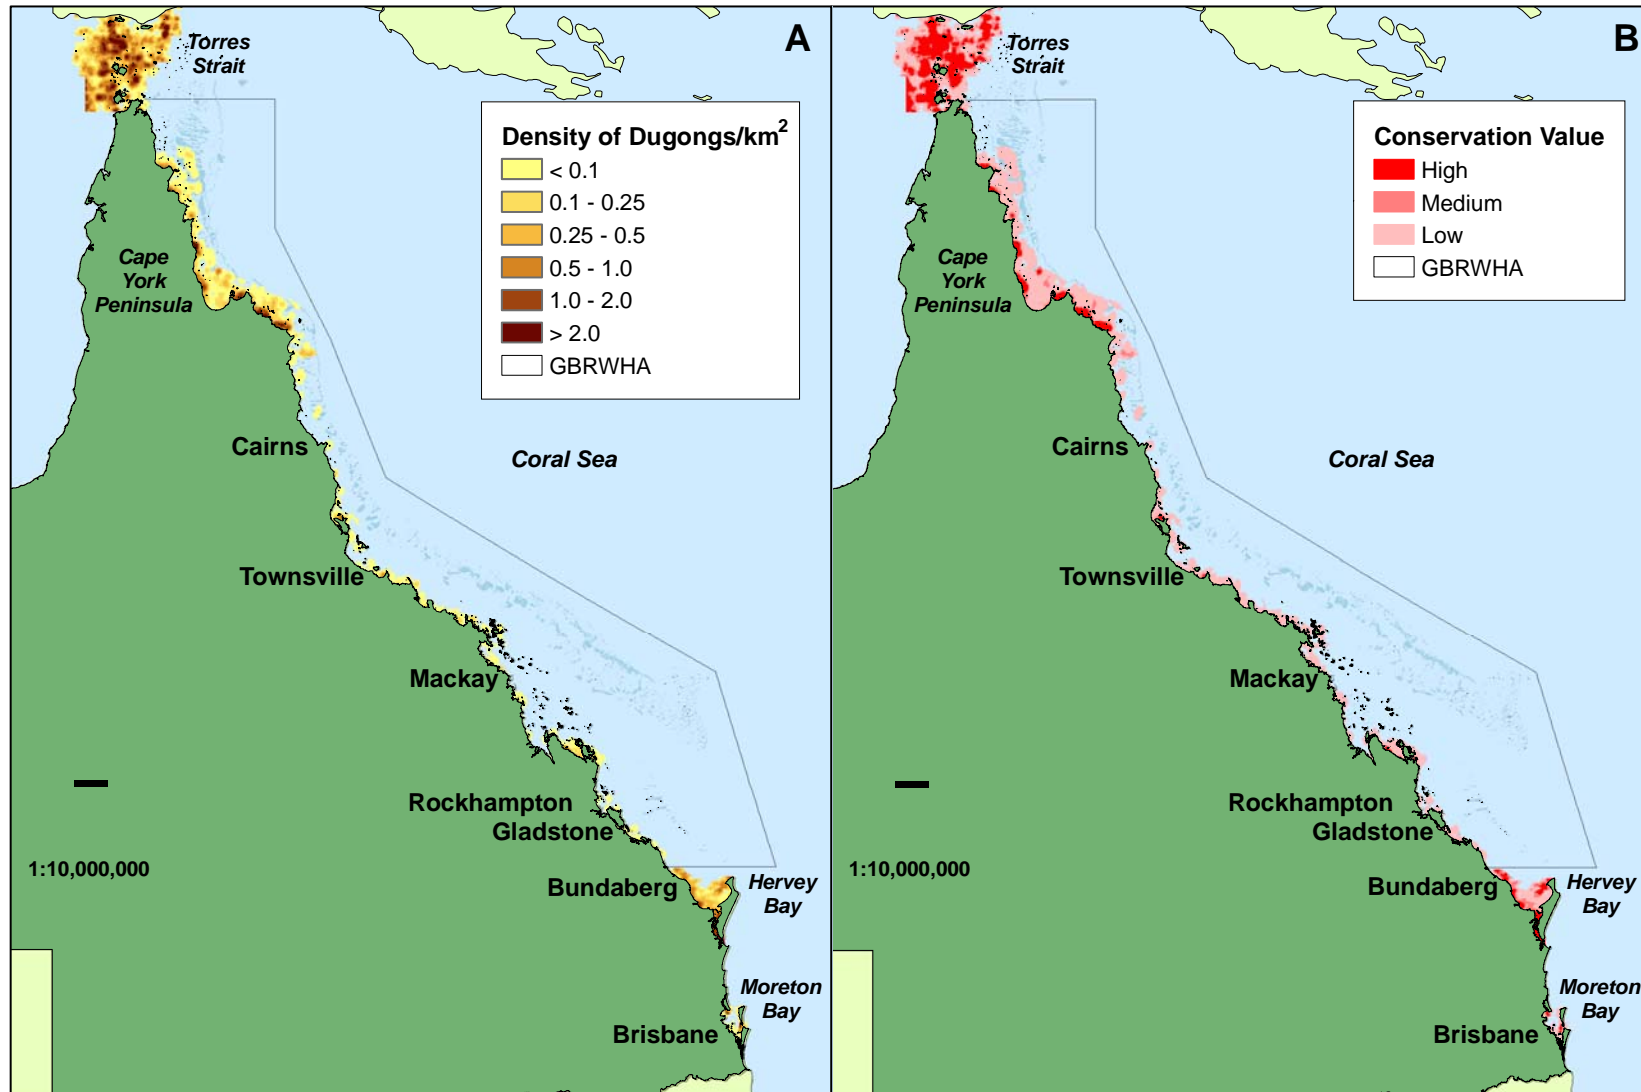 A
Torres
Strait
Density of Dugongs/km2
< 0.1
0.1 - 0.25
0.25 - 0.5
0.5 - 1.0
1.0 - 2.0
> 2.0
GBRWHA
Cape
York
Peninsula
Cairns
Coral Sea
Townsville
Mackay
Rockhampton
Gladstone
1:10,000,000
Bundaberg
Hervey
Bay
Moreton
Bay
Brisbane
B
Torres
Strait
Conservation Value
High
Medium
Low
GBRWHA
Cape
York
Peninsula
Cairns
Coral Sea
Townsville
Mackay
Rockhampton
Gladstone
1:10,000,000
Bundaberg
Hervey
Bay
Moreton
Bay
Brisbane